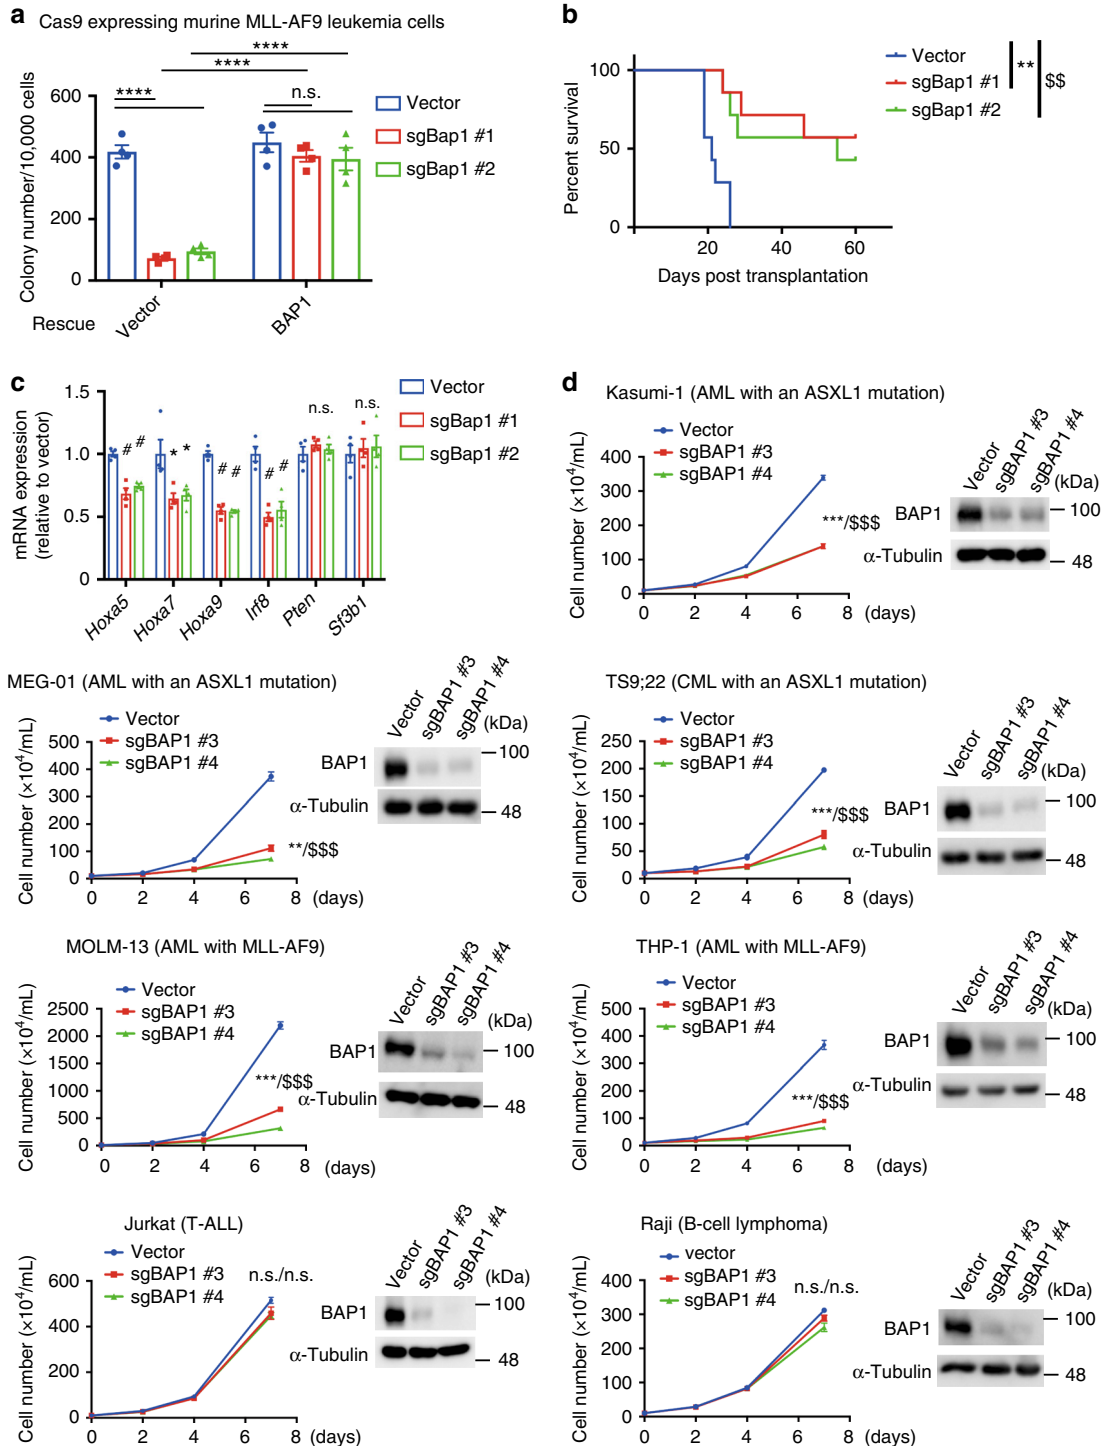 a Cas9 expressing murine MLL-AF9 leukemia cells
****
****
****
n.s.
Colony number/10,000 cells
600
400
200
0
Vector
sgBap1 #1
sgBap1 #2
Rescue
Vector
BAP1
b
Percent survival
100
50
0
20
40
60
Days post transplantation
Vector
sgBap1 #1
sgBap1 #2
**
$$
c
mRNA expression
(relative to vector)
1.5
1.0
0.5
0
# #
* *
# #
# #
n.s.
n.s.
Vector
sgBap1 #1
sgBap1 #2
Hoxa5
Hoxa7
Hoxa9
Irf8
Pten
Sf3b1
d
Kasumi-1 (AML with an ASXL1 mutation)
Cell number (×10⁴/mL)
400
300
200
100
0
0 2 4 6 8 (days)
Vector
sgBAP1 #3
sgBAP1 #4
***/$$$
Vector
sgBAP1 #3
sgBAP1 #4
(kDa)
BAP1
100
α-Tubulin
48
MEG-01 (AML with an ASXL1 mutation)
Cell number (×10⁴/mL)
500
400
300
200
100
0
0 2 4 6 8 (days)
Vector
sgBAP1 #3
sgBAP1 #4
**/$$$
Vector
sgBAP1 #3
sgBAP1 #4
(kDa)
BAP1
100
α-Tubulin
48
TS9;22 (CML with an ASXL1 mutation)
Cell number (×10⁴/mL)
250
200
150
100
50
0
0 2 4 6 8 (days)
Vector
sgBAP1 #3
sgBAP1 #4
***/$$$
Vector
sgBAP1 #3
sgBAP1 #4
(kDa)
BAP1
100
α-Tubulin
48
MOLM-13 (AML with MLL-AF9)
Cell number (×10⁴/mL)
2500
2000
1500
1000
500
0
0 2 4 6 8 (days)
Vector
sgBAP1 #3
sgBAP1 #4
***/$$$
Vector
sgBAP1 #3
sgBAP1 #4
(kDa)
BAP1
100
α-Tubulin
48
THP-1 (AML with MLL-AF9)
Cell number (×10⁴/mL)
500
400
300
200
100
0
0 2 4 6 8 (days)
Vector
sgBAP1 #3
sgBAP1 #4
***/$$$
Vector
sgBAP1 #3
sgBAP1 #4
(kDa)
BAP1
100
α-Tubulin
48
Jurkat (T-ALL)
Cell number (×10⁴/mL)
600
400
200
0
0 2 4 6 8 (days)
Vector
sgBAP1 #3
sgBAP1 #4
n.s./n.s.
Vector
sgBAP1 #3
sgBAP1 #4
(kDa)
BAP1
100
α-Tubulin
48
Raji (B-cell lymphoma)
Cell number (×10⁴/mL)
400
300
200
100
0
0 2 4 6 8 (days)
vector
sgBAP1 #3
sgBAP1 #4
n.s./n.s.
Vector
sgBAP1 #3
sgBAP1 #4
(kDa)
BAP1
100
α-Tubulin
48